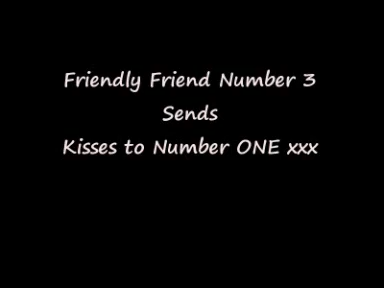 Friendly Friend Number 3
Sends
Kisses to Number ONE xxx